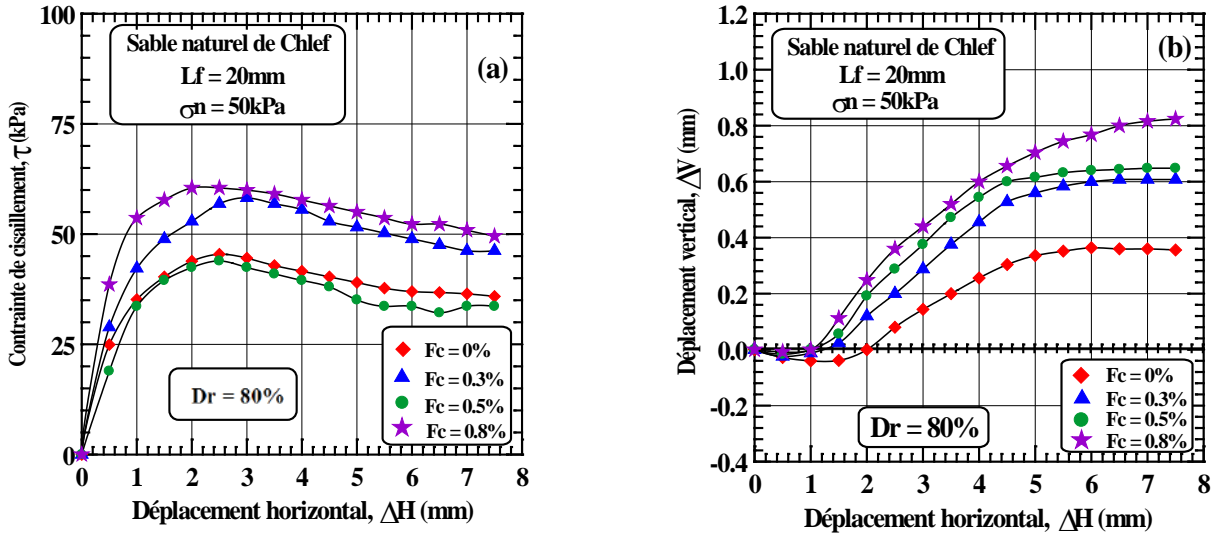 100
75
50
25
0
Contrainte de cisaillement, τ (kPa)
Sable naturel de Chlef
Lf = 20mm
σn = 50kPa
(a)
Dr = 80%
Fc = 0%
Fc = 0.3%
Fc = 0.5%
Fc = 0.8%
0 1 2 3 4 5 6 7 8
Déplacement horizontal, ΔH (mm)
1.2
1.0
0.8
0.6
0.4
0.2
0.0
-0.2
-0.4
Déplacement vertical, ΔV (mm)
Sable naturel de Chlef
Lf = 20mm
σn = 50kPa
(b)
Dr = 80%
Fc = 0%
Fc = 0.3%
Fc = 0.5%
Fc = 0.8%
0 1 2 3 4 5 6 7 8
Déplacement horizontal, ΔH (mm)